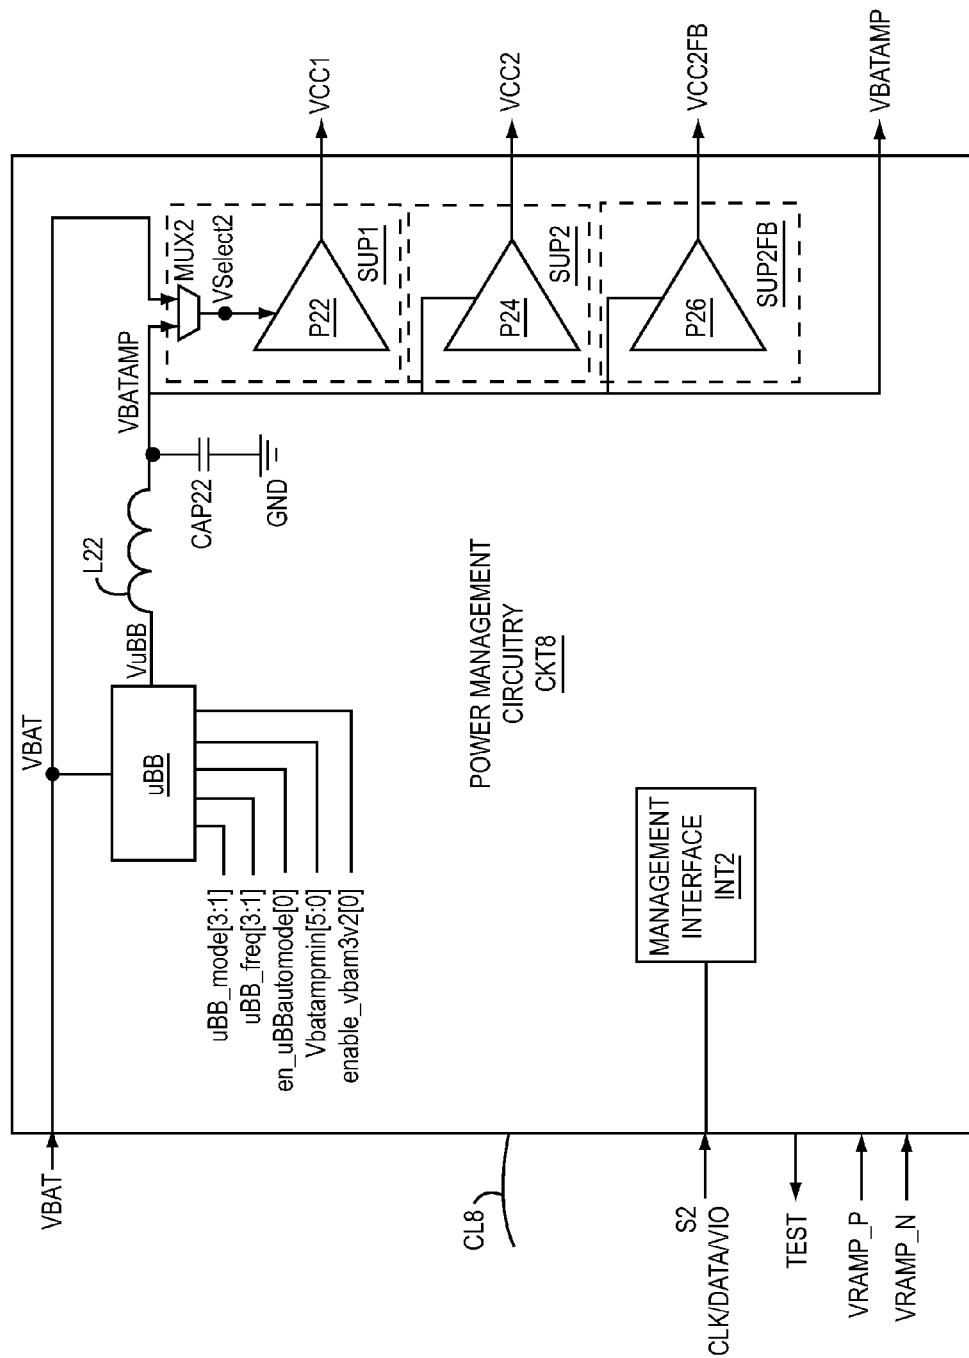 VBAT
VBAT
uBB
VuBB
L22
VBATAMP
CAP22
GND
MUX2
VSelect2
P22
SUP1
VCC1
P24
SUP2
VCC2
P26
SUP2FB
VCC2FB
VBATAMP
uBB_mode[3:1]
uBB_freq[3:1]
en_uBBautomode[0]
Vbatampmin[5:0]
enable_vbam3v2[0]
POWER MANAGEMENT
CIRCUITRY
CKT8
CL8
MANAGEMENT
INTERFACE
INT2
S2
CLK/DATA/VIO
TEST
VRAMP_P
VRAMP_N